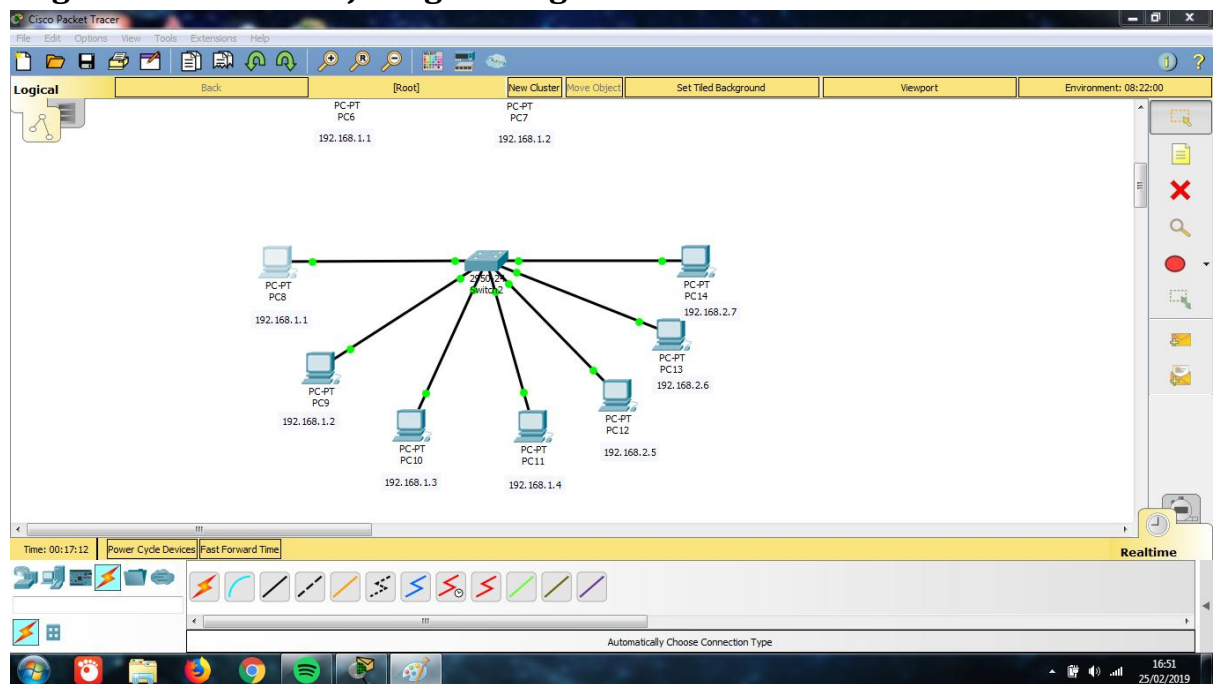 Cisco Packet Tracer
File Edit Options View Tools Extensions Help
Logical
Back
[Root]
New Cluster
Move Object
Set Tiled Background
Viewport
Environment: 08:22:00
PC-PT
PC6
192.168.1.1
PC-PT
PC7
192.168.1.2
2950-24
Switch2
PC-PT
PC8
192.168.1.1
PC-PT
PC14
192.168.2.7
PC-PT
PC13
192.168.2.6
PC-PT
PC9
192.168.1.2
PC-PT
PC12
192.168.2.5
PC-PT
PC10
192.168.1.3
PC-PT
PC11
192.168.1.4
Time: 00:17:12
Power Cycle Devices
Fast Forward Time
Realtime
Automatically Choose Connection Type
16:51
25/02/2019